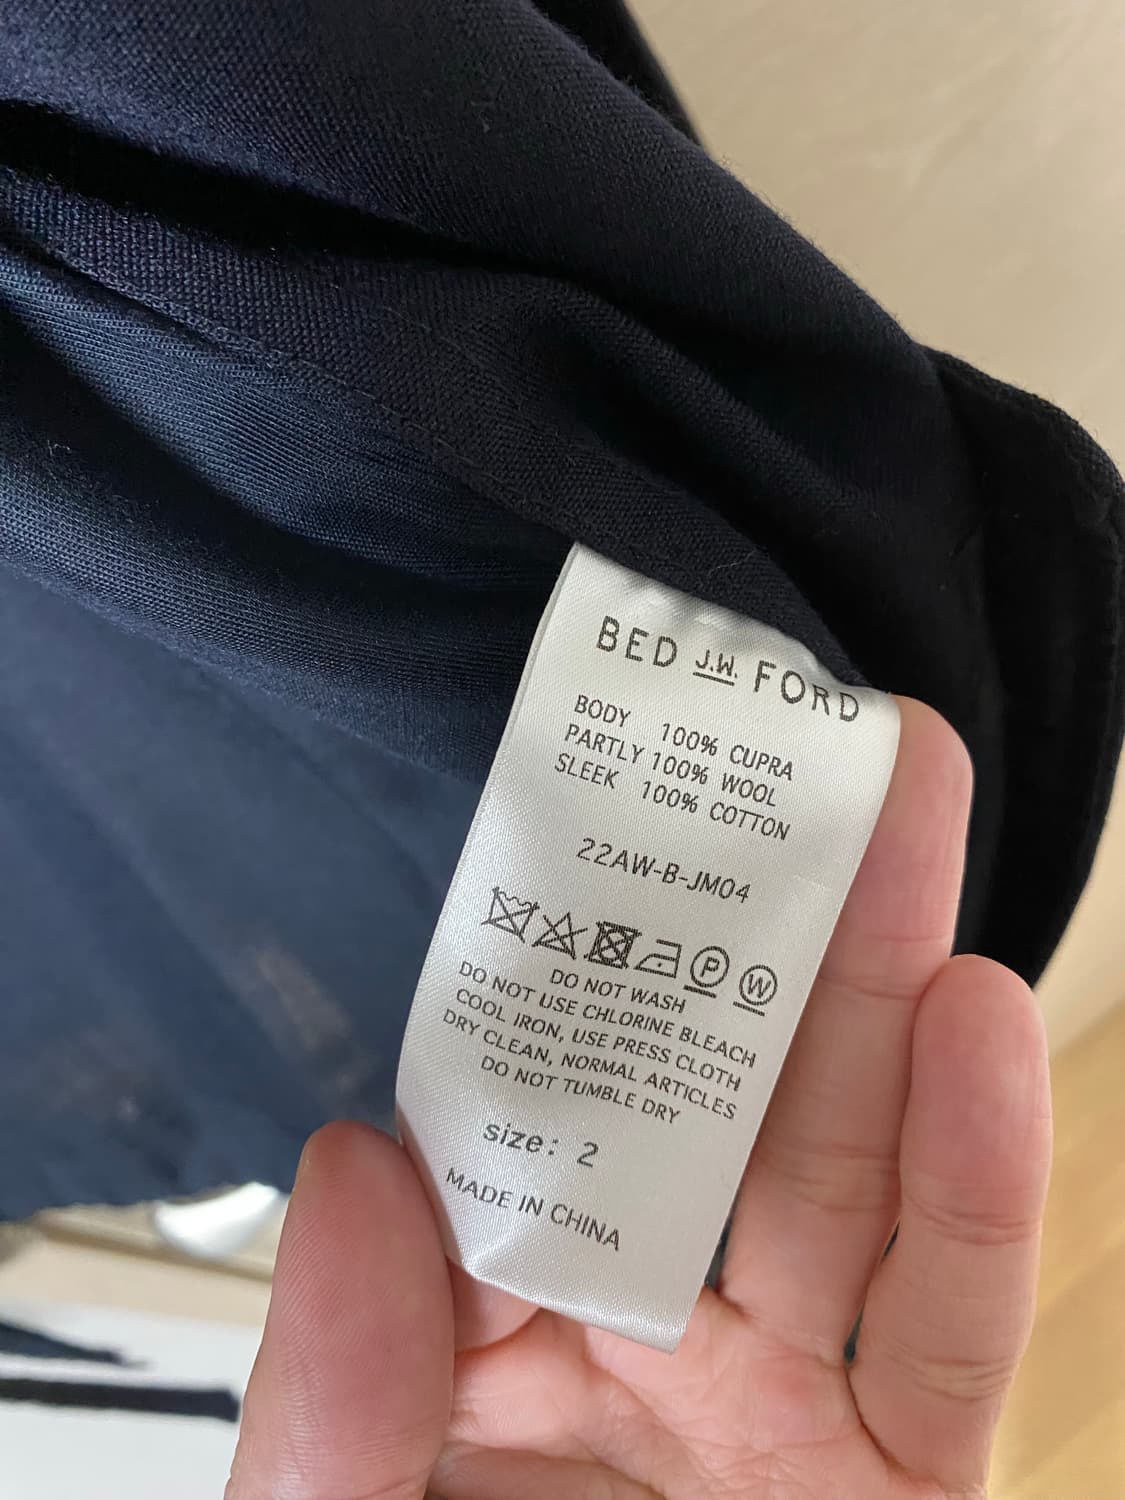 BED J.W. FORD
BODY 100% CUPRA
PARTLY 100% WOOL
SLEEK 100% COTTON
22AW-B-JM04
P W
DO NOT WASH
DO NOT USE CHLORINE BLEACH
COOL IRON, USE PRESS CLOTH
DRY CLEAN, NORMAL ARTICLES
DO NOT TUMBLE DRY
size: 2
MADE IN CHINA